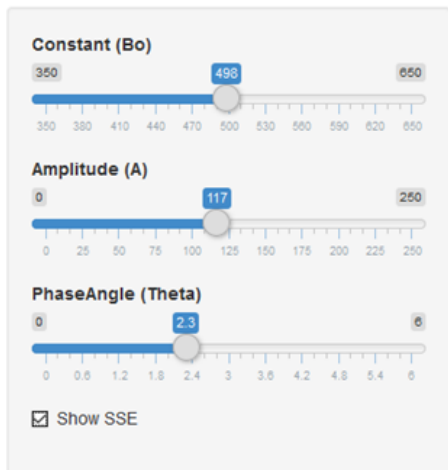 Constant (Bo)
350 498 650
350 380 410 440 470 500 530 560 590 620 650
Amplitude (A)
0 117 250
0 25 50 75 100 125 150 175 200 225 250
PhaseAngle (Theta)
0 2.3 6
0 0.6 1.2 1.8 2.4 3 3.6 4.2 4.8 5.4 6
Show SSE